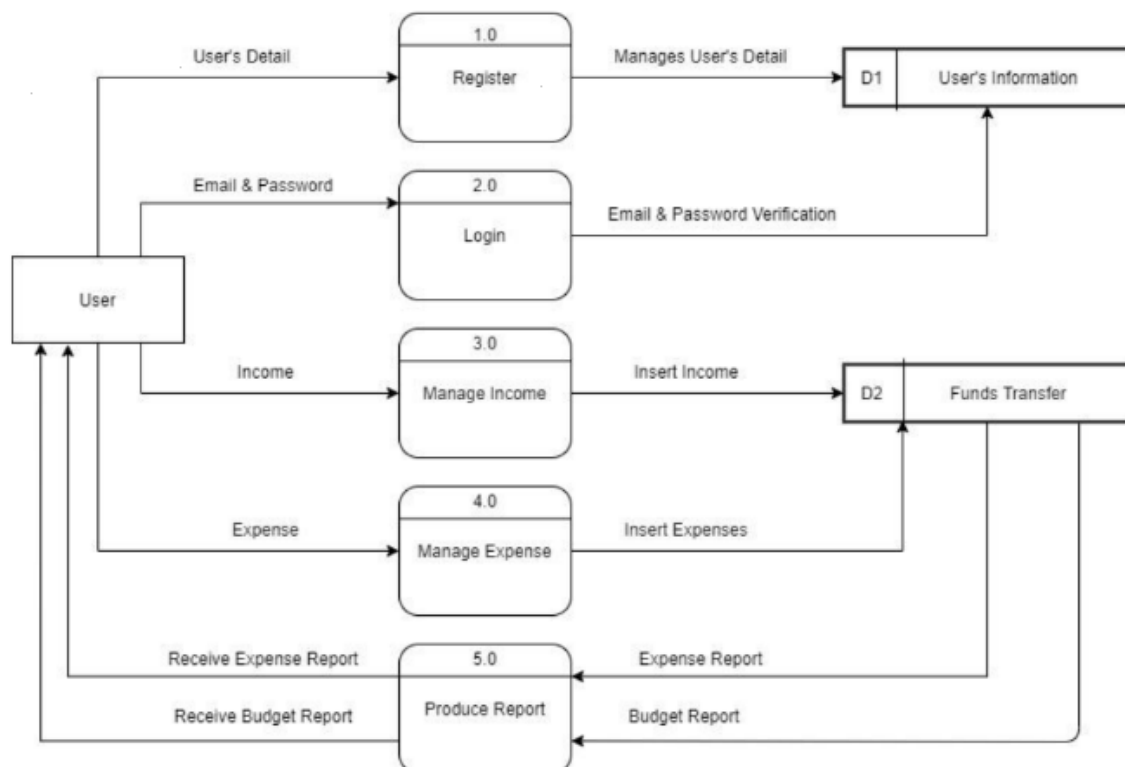 1.0
User's Detail
Manages User's Detail
Register
D1
User's Information
Email & Password
2.0
Email & Password Verification
Login
User
3.0
Income
Insert Income
Manage Income
D2
Funds Transfer
4.0
Expense
Insert Expenses
Manage Expense
Receive Expense Report
5.0
Expense Report
Receive Budget Report
Produce Report
Budget Report